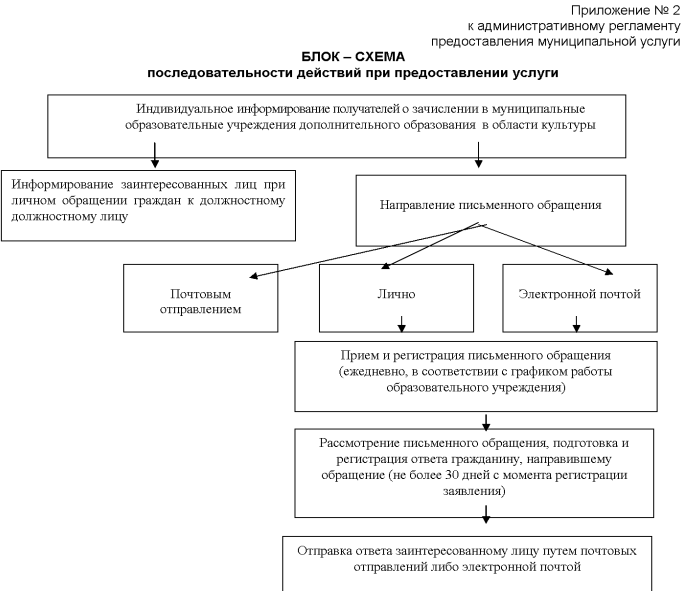 Приложение № 2
к административному регламенту
предоставления муниципальной услуги
БЛОК – СХЕМА
последовательности действий при предоставлении услуги
Индивидуальное информирование получателей о зачислении в муниципальные
образовательные учреждения дополнительного образования в области культуры
Информирование заинтересованных лиц при
личном обращении граждан к должностному
должностному лицу
Направление письменного обращения
Почтовым
отправлением
Лично
Электронной почтой
Прием и регистрация письменного обращения
(ежедневно, в соответствии с графиком работы
образовательного учреждения)
Рассмотрение письменного обращения, подготовка и
регистрация ответа гражданину, направившему
обращение (не более 30 дней с момента регистрации
заявления)
Отправка ответа заинтересованному лицу путем почтовых
отправлений либо электронной почтой